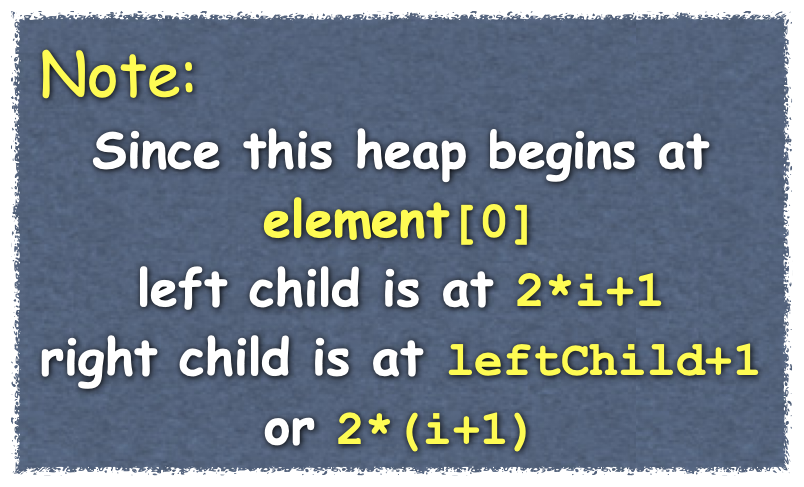 Note:
Since this heap begins at
element[0]
left child is at 2*i+1
right child is at leftChild+1
or 2*(i+1)